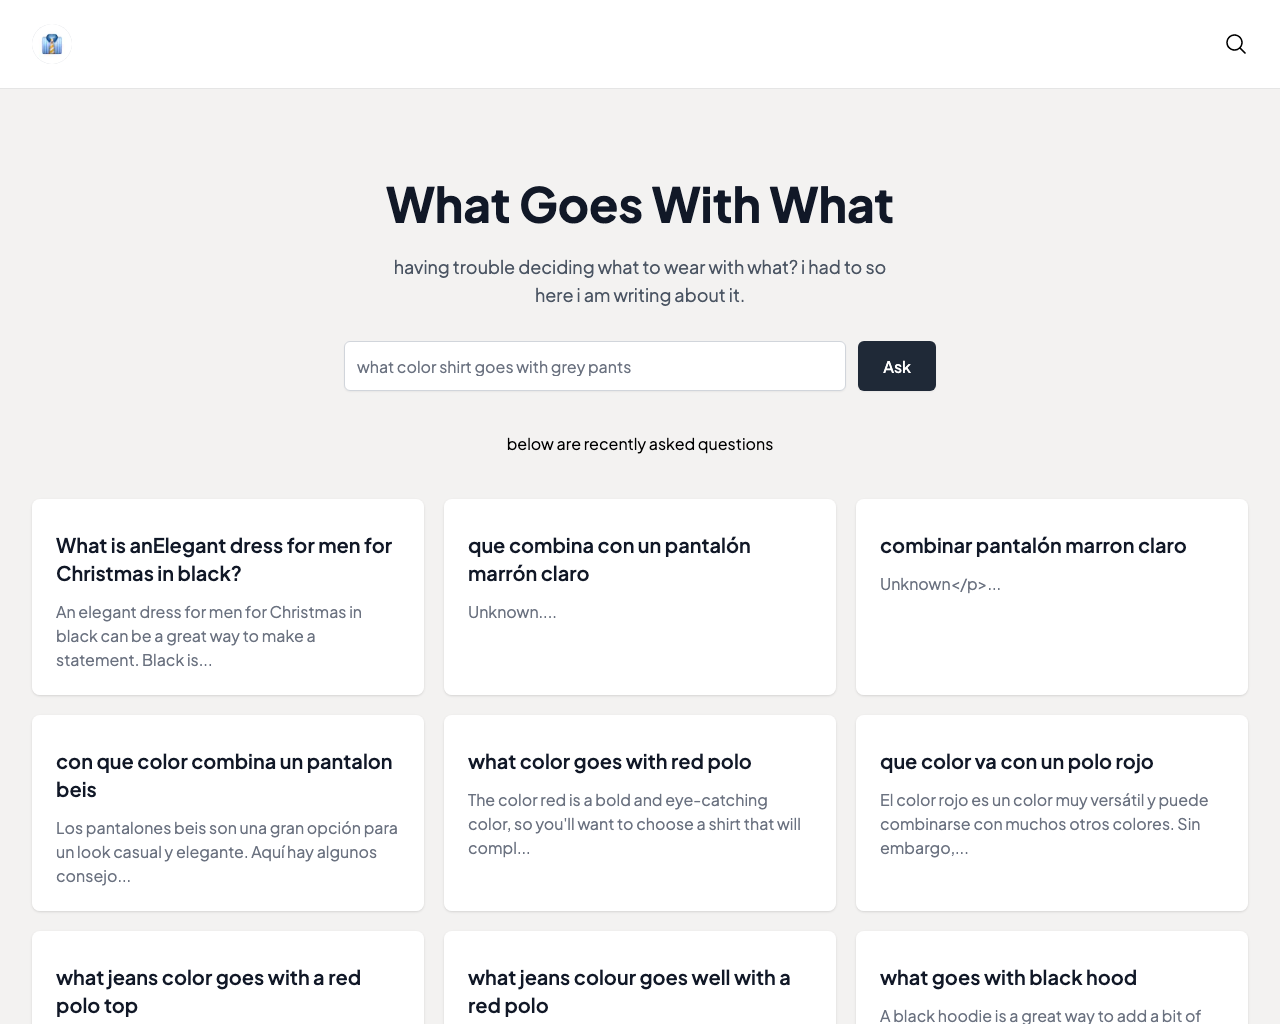 What Goes With What
having trouble deciding what to wear with what? i had to so
here i am writing about it.
what color shirt goes with grey pants
Ask
below are recently asked questions
What is anElegant dress for men for
Christmas in black?
An elegant dress for men for Christmas in
black can be a great way to make a
statement. Black is...
que combina con un pantalón
marrón claro
Unknown....
combinar pantalón marron claro
Unknown</p>...
con que color combina un pantalon
beis
Los pantalones beis son una gran opción para
un look casual y elegante. Aquí hay algunos
consejo...
what color goes with red polo
The color red is a bold and eye-catching
color, so you'll want to choose a shirt that will
compl...
que color va con un polo rojo
El color rojo es un color muy versátil y puede
combinarse con muchos otros colores. Sin
embargo,...
what jeans color goes with a red
polo top
what jeans colour goes well with a
red polo
what goes with black hood
A black hoodie is a great way to add a bit of